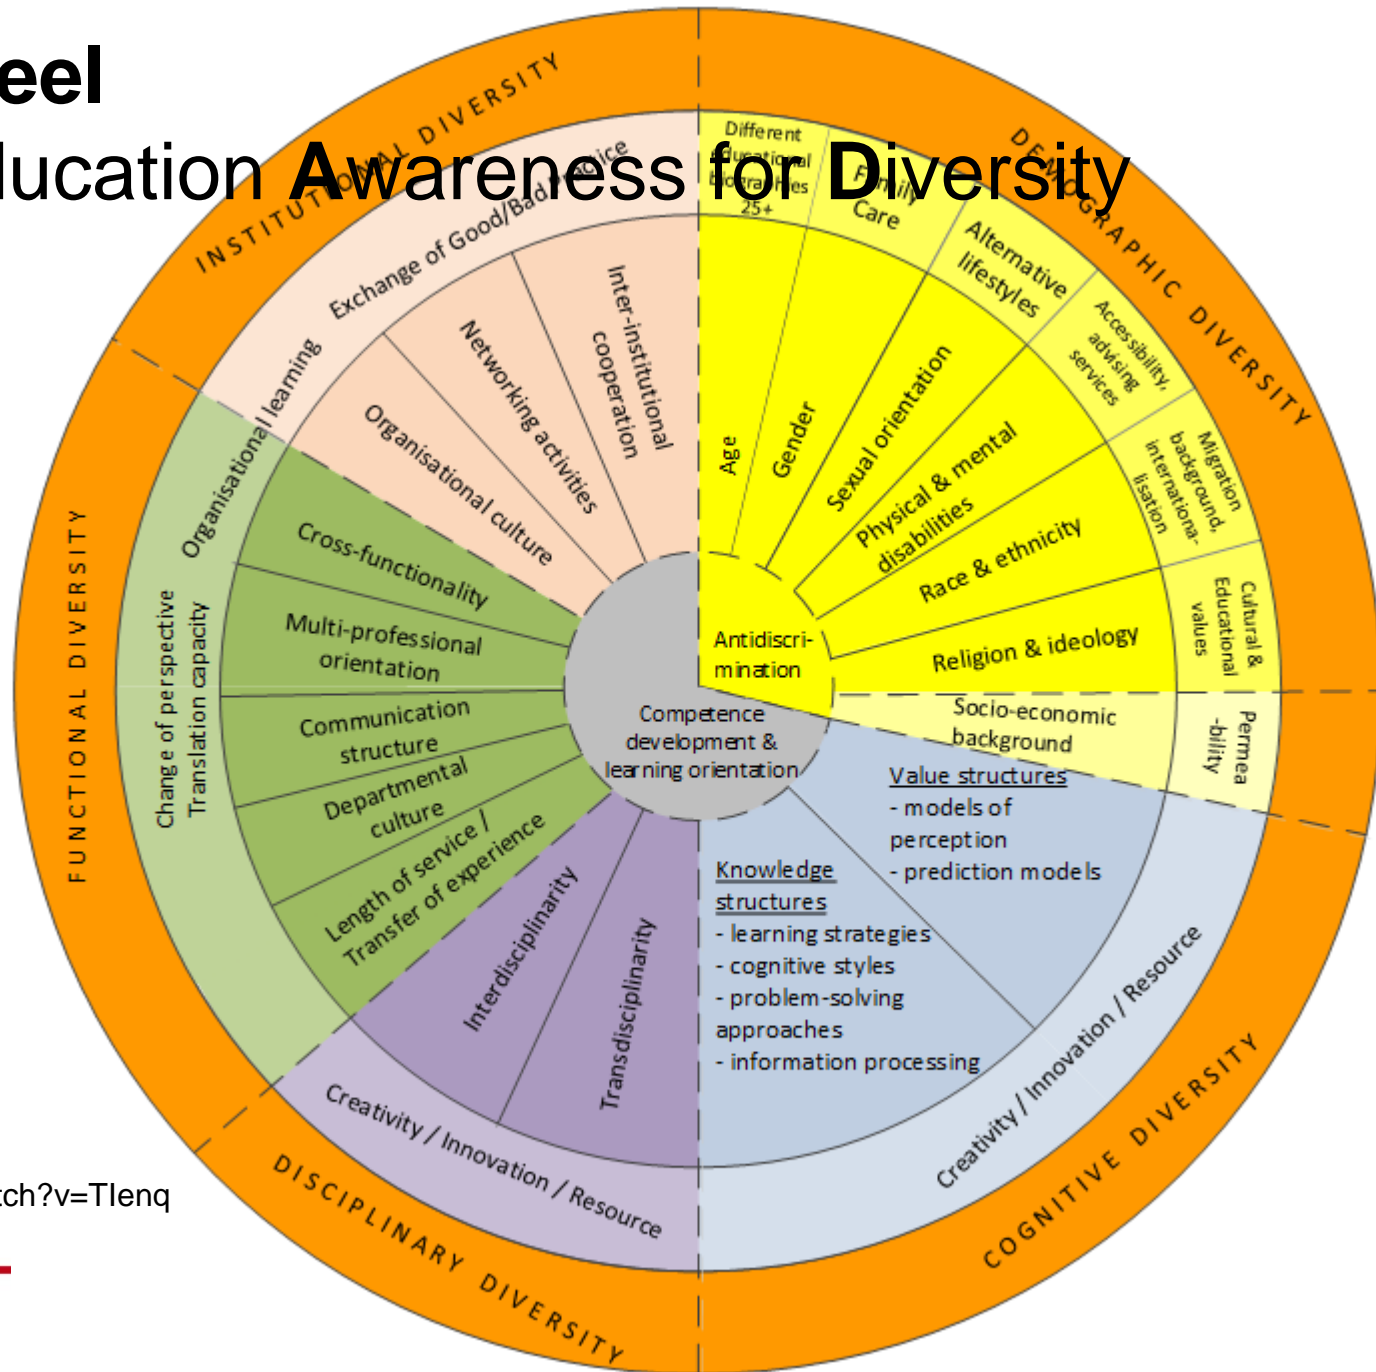 eel
lucation Awareness for Diversity
INSTITUTIONAL DIVERSITY
DEMOGRAPHIC DIVERSITY
COGNITIVE DIVERSITY
DISCIPLINARY DIVERSITY
FUNCTIONAL DIVERSITY
Exchange of Good/Bad Practice
Organisational learning
Different
educational
biographies
25+
Family
Care
Alternative
lifestyles
Accessibility,
advising
services
Migration
background,
internationa-
lisation
Cultural &
Educational
values
Permea
-bility
Inter-institutional
cooperation
Networking activities
Organisational culture
Age
Gender
Sexual orientation
Physical & mental
disabilities
Race & ethnicity
Religion & ideology
Socio-economic
background
Antidiscri-
mination
Competence
development &
learning orientation
Cross-functionality
Multi-professional
orientation
Communication
structure
Departmental
culture
Length of service /
Transfer of experience
Change of perspective
Translation capacity
Interdisciplinarity
Transdisciplinarity
Creativity / Innovation / Resource
Value structures
- models of
perception
- prediction models
Knowledge
structures
- learning strategies
- cognitive styles
- problem-solving
approaches
- information processing
Creativity / Innovation / Resource
tch?v=TIenq